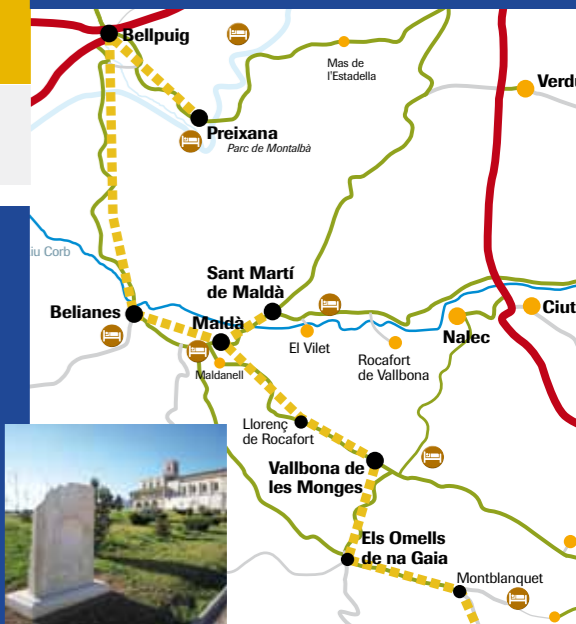 Bellpuig
Mas de
l'Estadella
Preixana
Parc de Montalbà
iu Corb
Sant Martí
de Maldà
Belianes
Maldà
El Vilet
Nalec
Rocafort
de Vallbona
Maldanell
Llorenç
de Rocafort
Vallbona de
les Monges
Els Omells
de na Gaia
Montblanquet
Verdu
Ciut